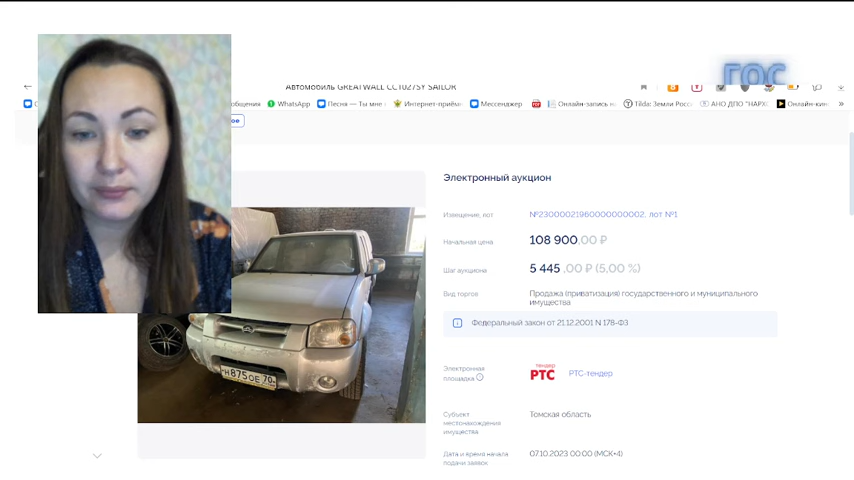 гос
Автомобиль GREATWALL CC1027SY SAILOR
общения
WhatsApp
Песня — Ты мне
Интернет-приём
Мессенджер
Онлайн-запись н
Tilda: Земли Росс
АНО ДПО "НАРХ
Онлайн-кин
»
ое
Электронный аукцион
Извещение, лот
№23000021960000000002, лот №1
Начальная цена
108 900,00 ₽
Шаг аукциона
5 445 ,00 ₽ (5,00 %)
Вид торгов
Продажа (приватизация) государственного и муниципального
имущества
Федеральный закон от 21.12.2001 N 178-ФЗ
Электронная
площадка
тендер
РТС
РТС-тендер
Субъект
местонахождения
имущества
Томская область
Дата и время начала
подачи заявок
07.10.2023 00:00 (МСК+4)
Н875ОЕ 70